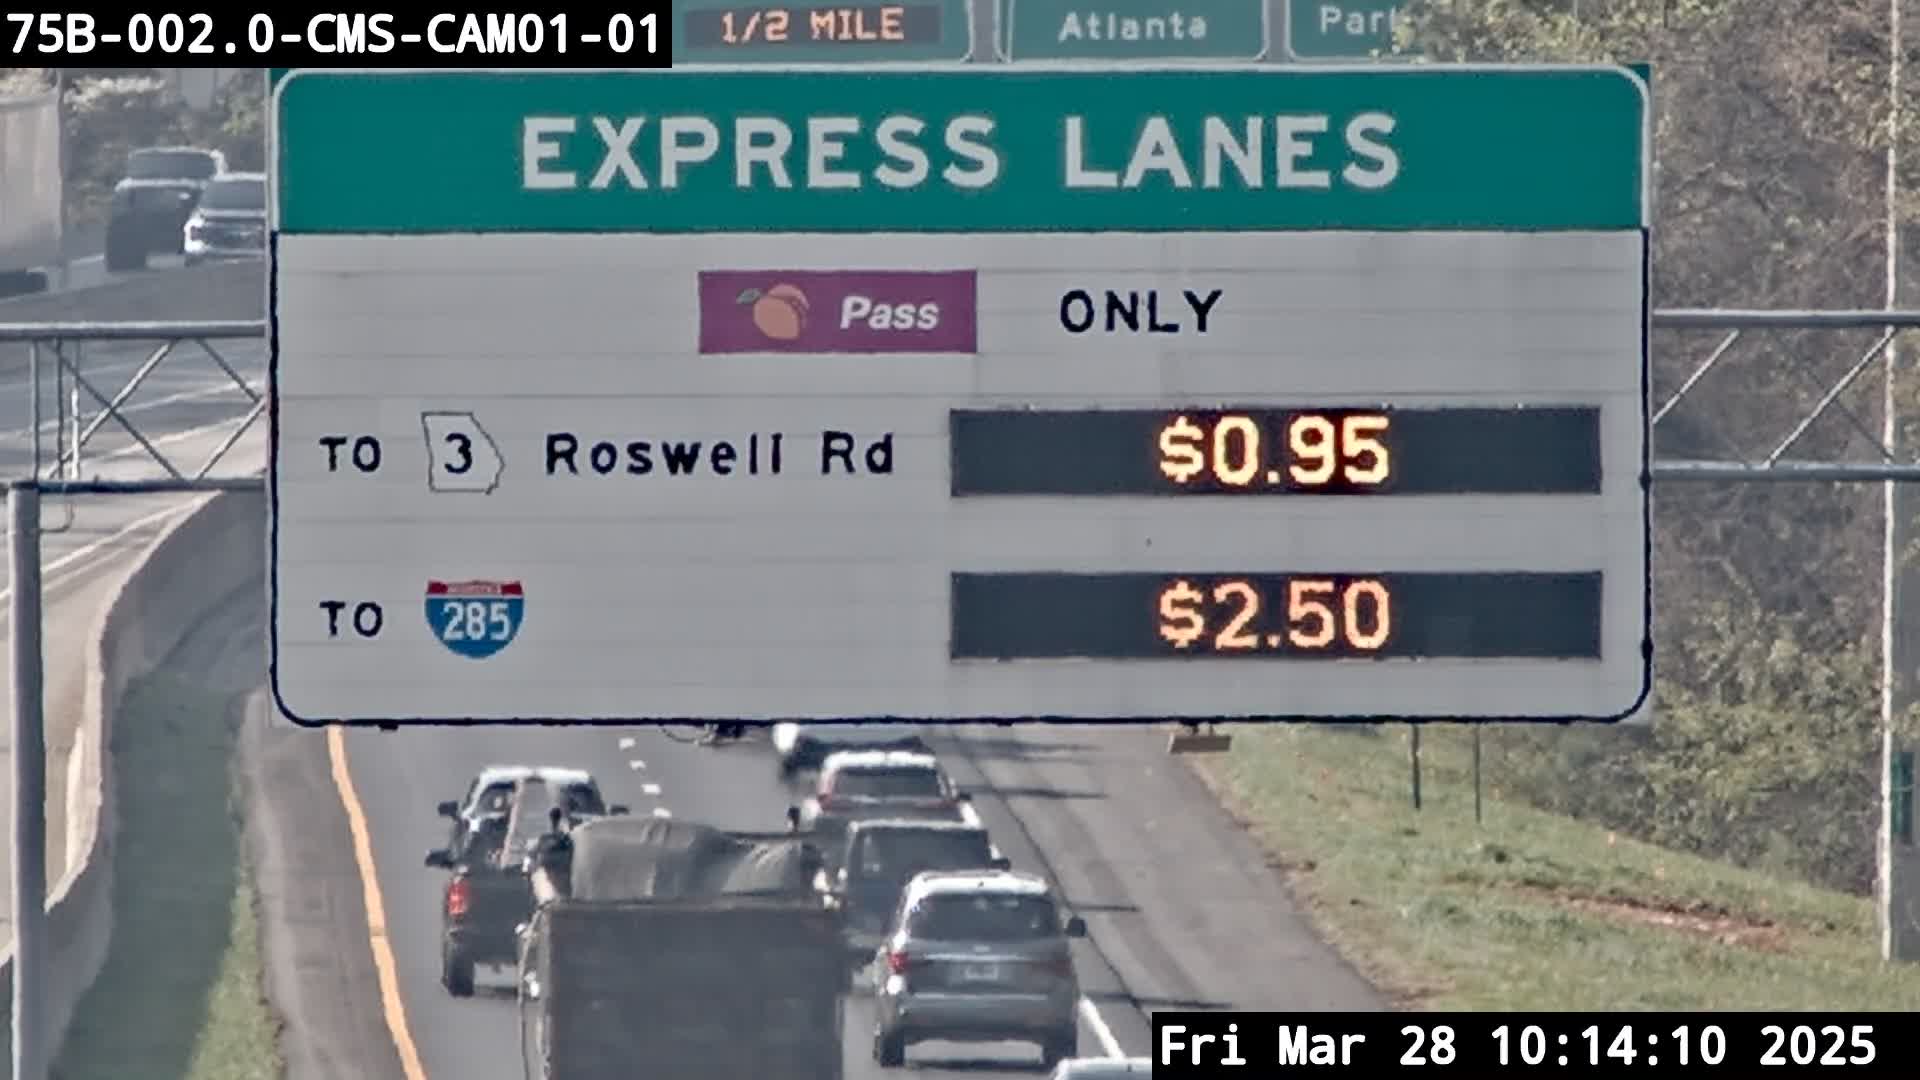 75B-002.0-CMS-CAM01-01
1/2 MILE
Atlanta
EXPRESS LANES
Pass ONLY
TO 3 Roswell Rd $0.95
TO 285 $2.50
Fri Mar 28 10:14:10 2025